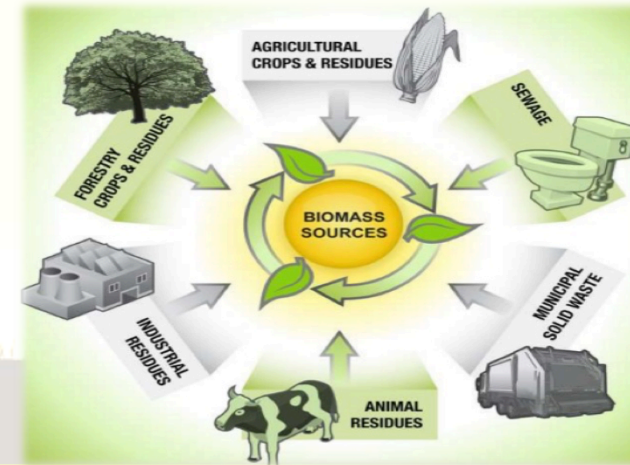 AGRICULTURAL
CROPS & RESIDUES
SEWAGE
FORESTRY
CROPS & RESIDUES
BIOMASS
SOURCES
MUNICIPAL
SOLID WASTE
INDUSTRIAL
RESIDUES
ANIMAL
RESIDUES